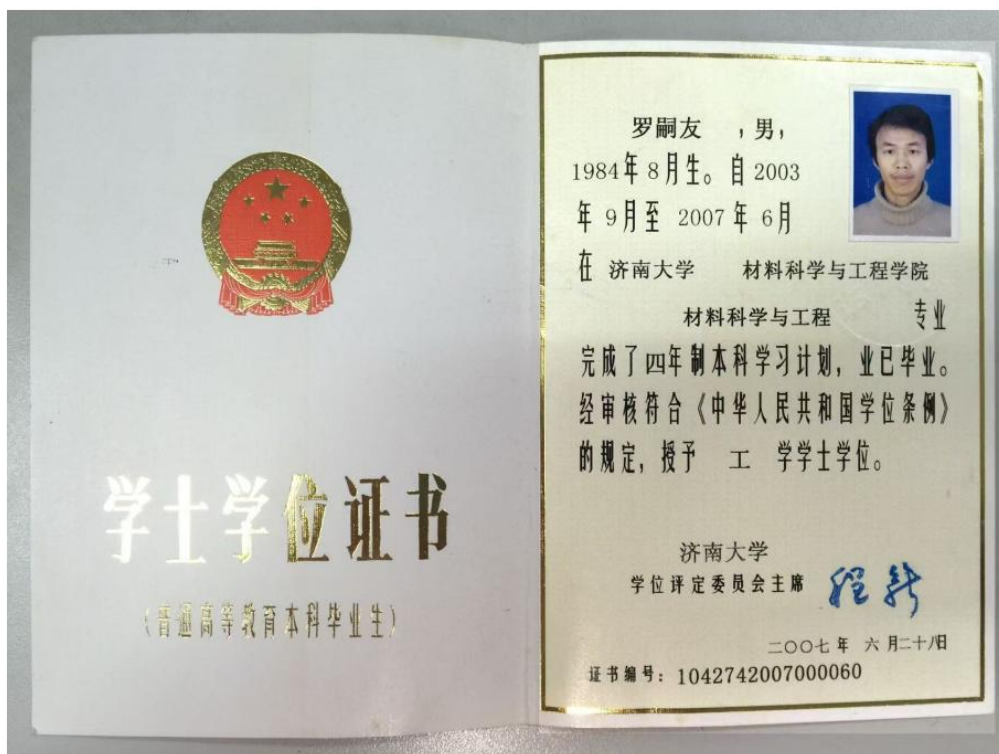 学士学位证书
(普通高等教育本科毕业生)
罗嗣友 ,男,
1984年8月生。自2003
年9月至2007年6月
在 济南大学 材料科学与工程学院
材料科学与工程 专业
完成了四年制本科学习计划,业已毕业。
经审核符合《中华人民共和国学位条例》
的规定,授予 工 学学士学位。
济南大学
学位评定委员会主席 程新
二〇〇七年 六月二十八日
证书编号:1042742007000060